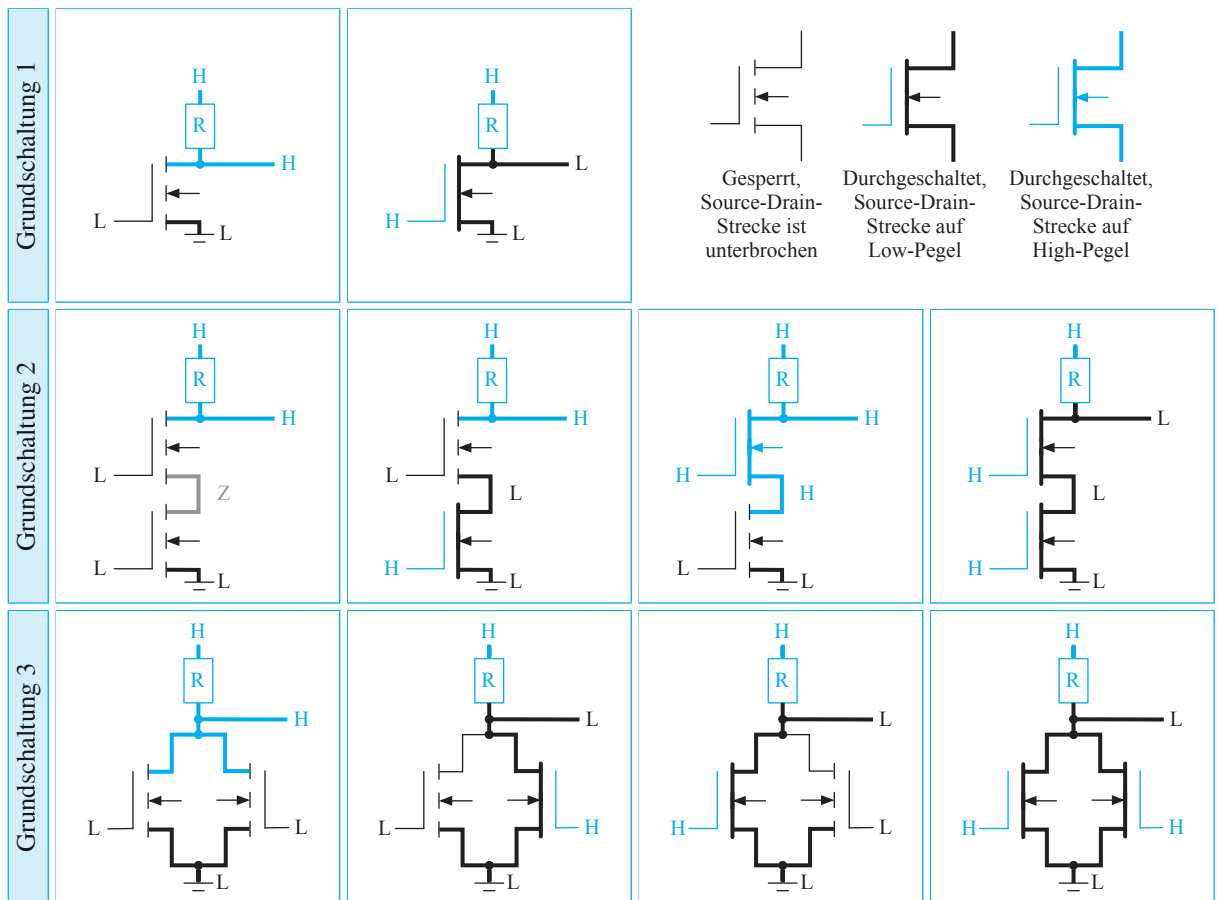 Grundschaltung 1
H
R
H
L
L
H
R
L
H
L
Gesperrt,
Source-Drain-
Strecke ist
unterbrochen
Durchgeschaltet,
Source-Drain-
Strecke auf
Low-Pegel
Durchgeschaltet,
Source-Drain-
Strecke auf
High-Pegel
Grundschaltung 2
H
R
H
L
Z
L
L
H
R
H
L
L
H
L
H
R
H
H
H
L
L
H
R
L
H
L
H
L
Grundschaltung 3
H
R
H
L
L
L
H
R
L
L
H
L
H
R
L
H
L
L
H
R
L
H
H
L